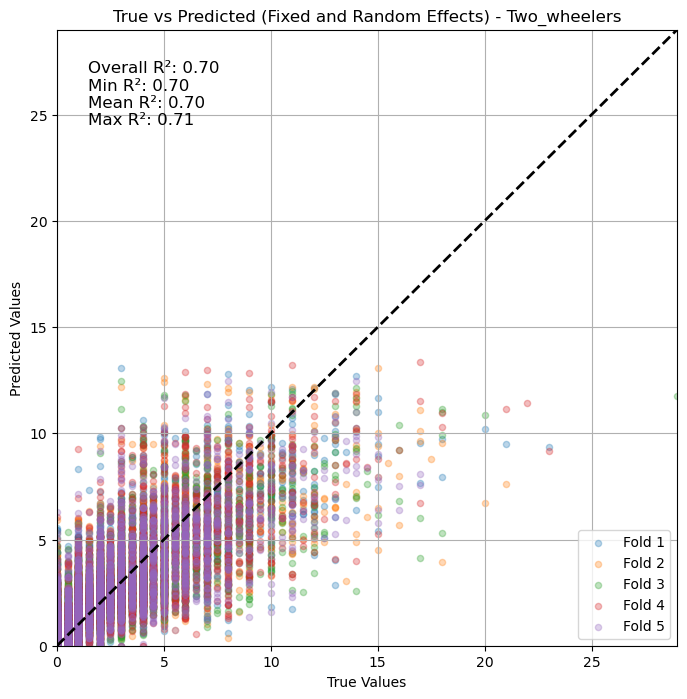 True vs Predicted (Fixed and Random Effects) - Two_wheelers
Overall R²: 0.70
Min R²: 0.70
Mean R²: 0.70
Max R²: 0.71
25
20
15
10
5
0
Predicted Values
Fold 1
Fold 2
Fold 3
Fold 4
Fold 5
0 5 10 15 20 25
True Values